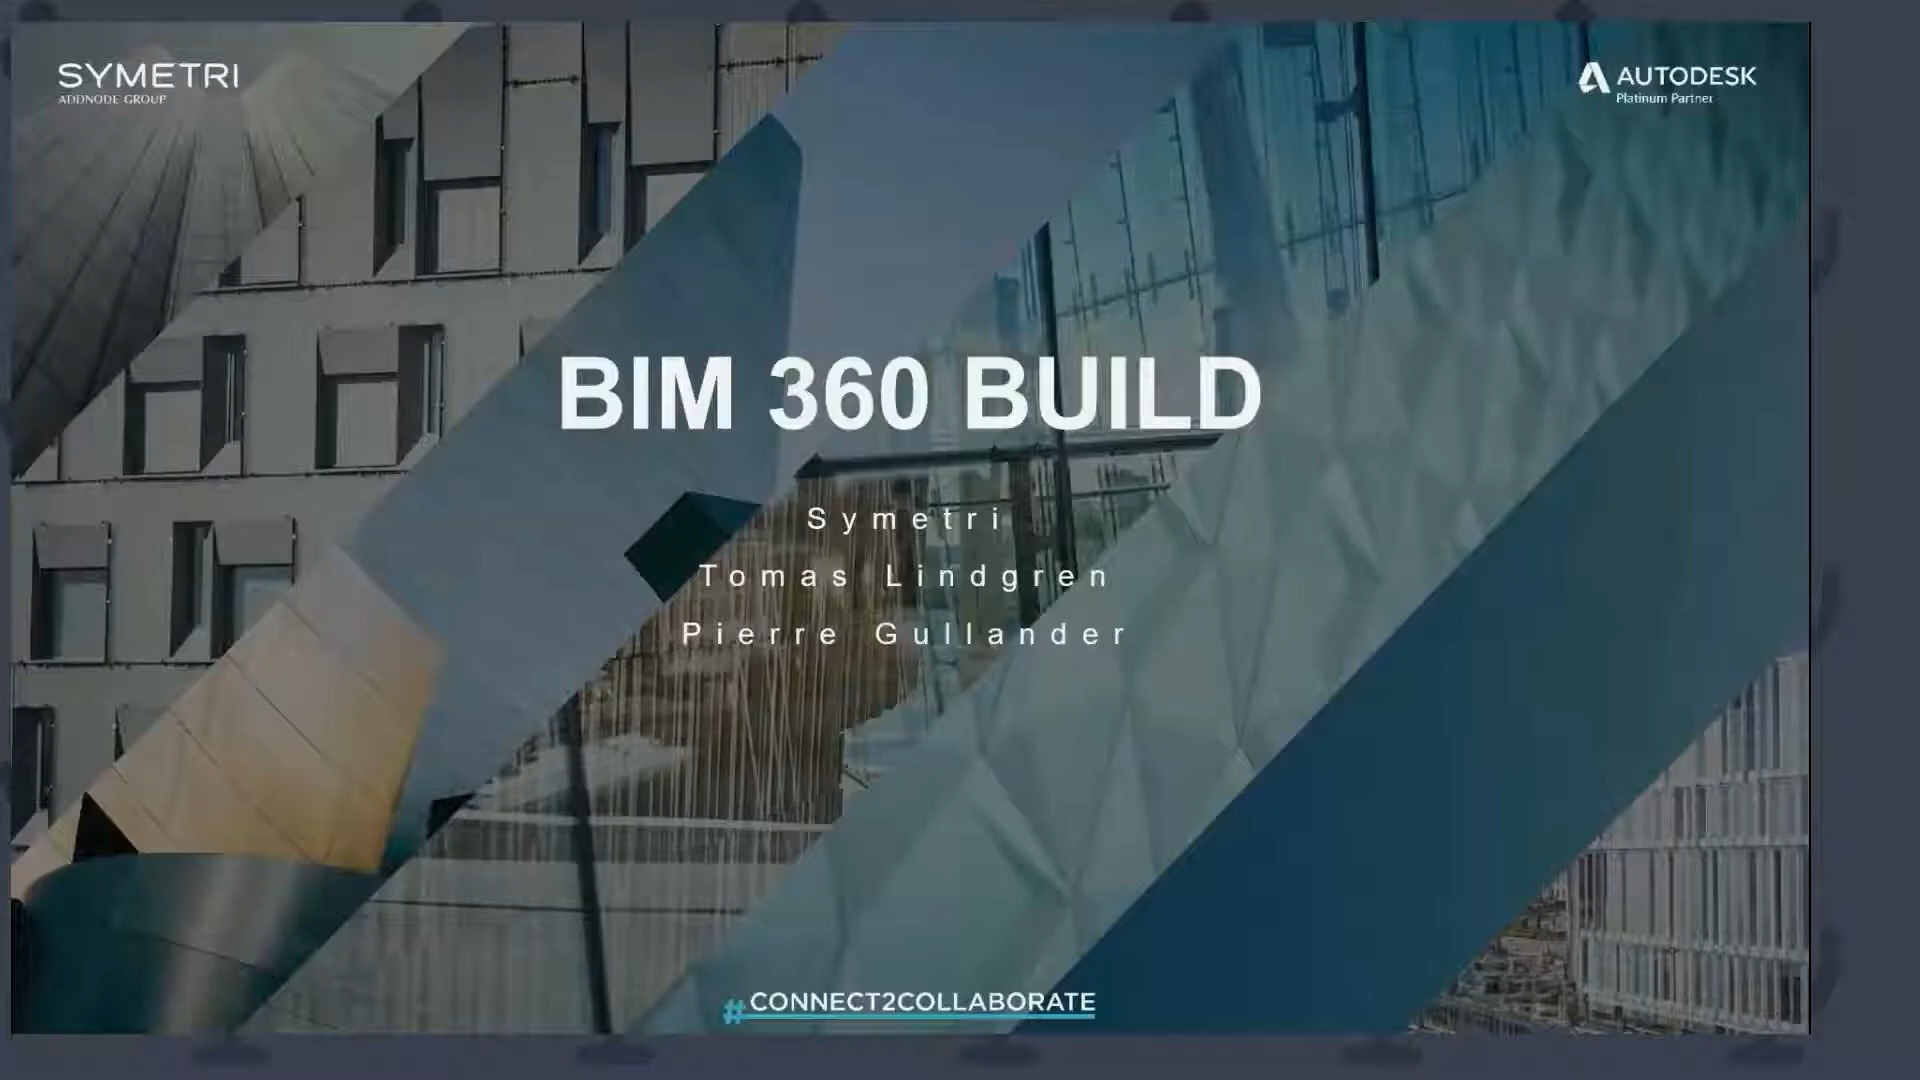 SYMETRI
ADDNODE GROUP
AUTODESK
Platinum Partner
BIM 360 BUILD
Symetri
Tomas Lindgren
Pierre Gullander
#CONNECT2COLLABORATE